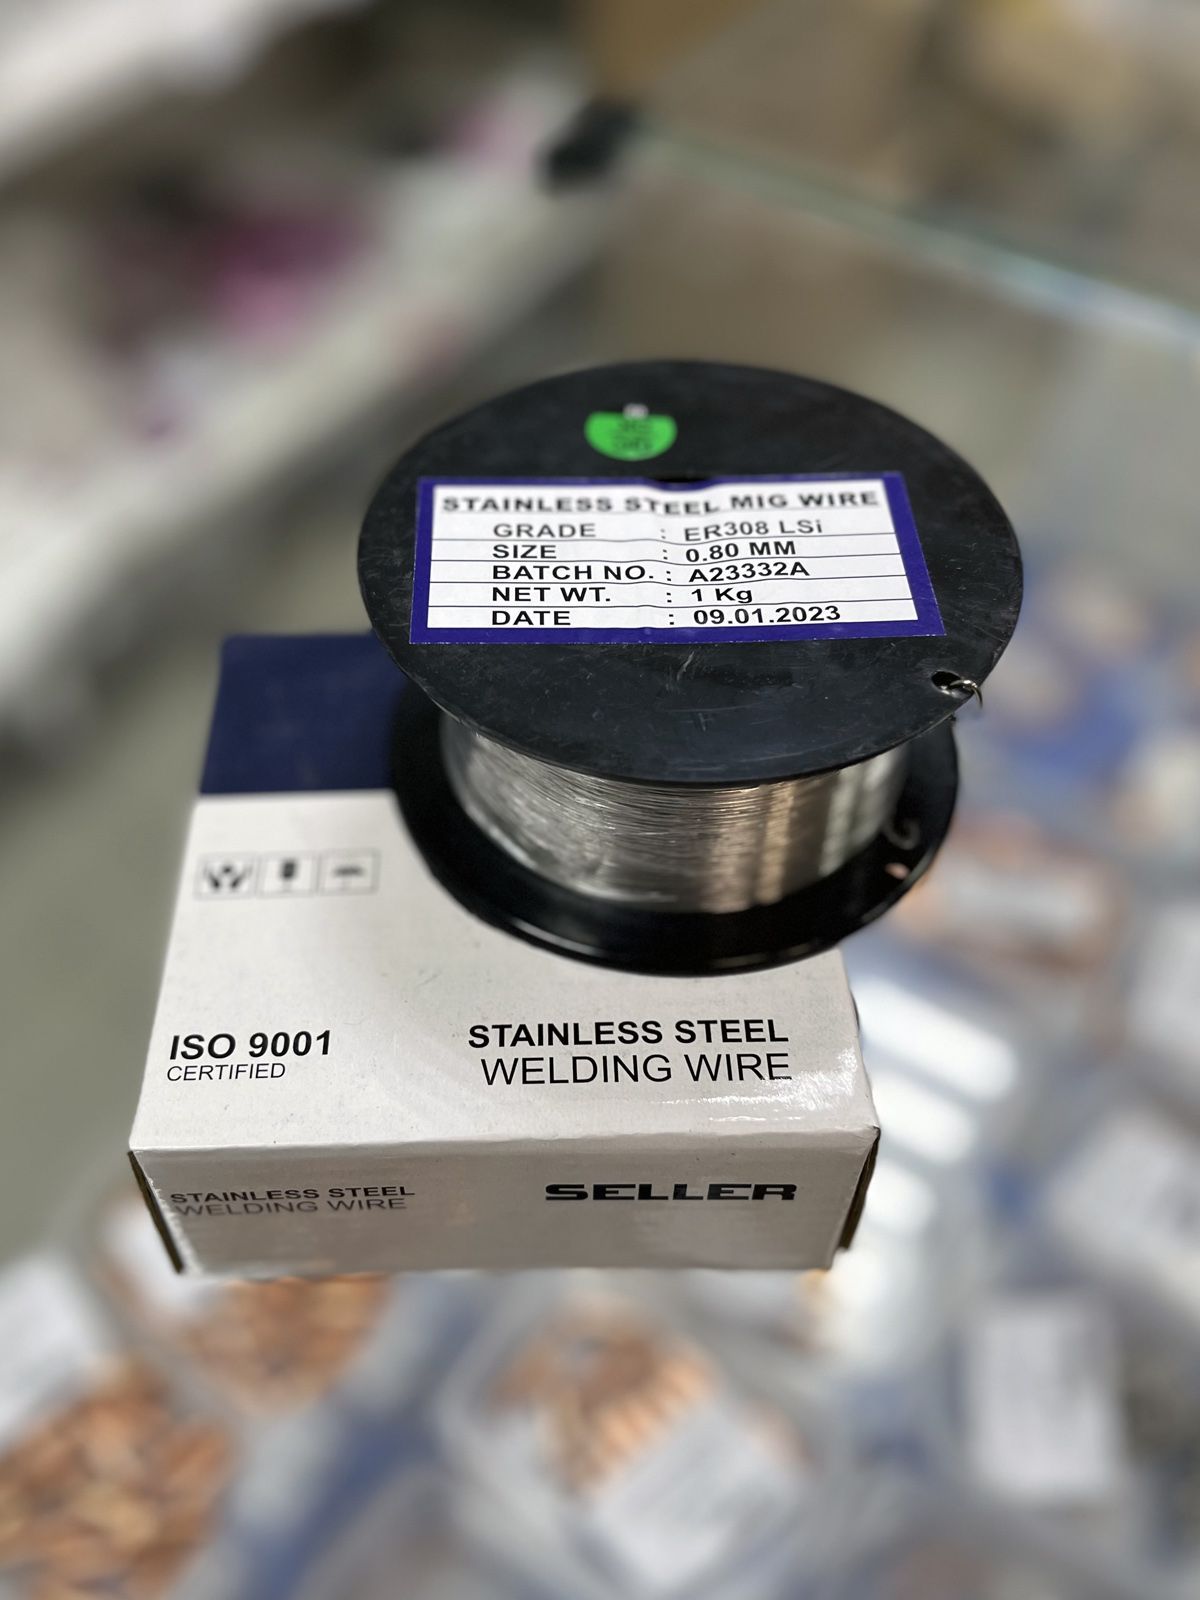 STAINLESS STEEL MIG WIRE
GRADE : ER308 LSi
SIZE : 0.80 MM
BATCH NO. : A23332A
NET WT. : 1 Kg
DATE : 09.01.2023
ISO 9001
CERTIFIED
STAINLESS STEEL
WELDING WIRE
STAINLESS STEEL
WELDING WIRE
SELLER